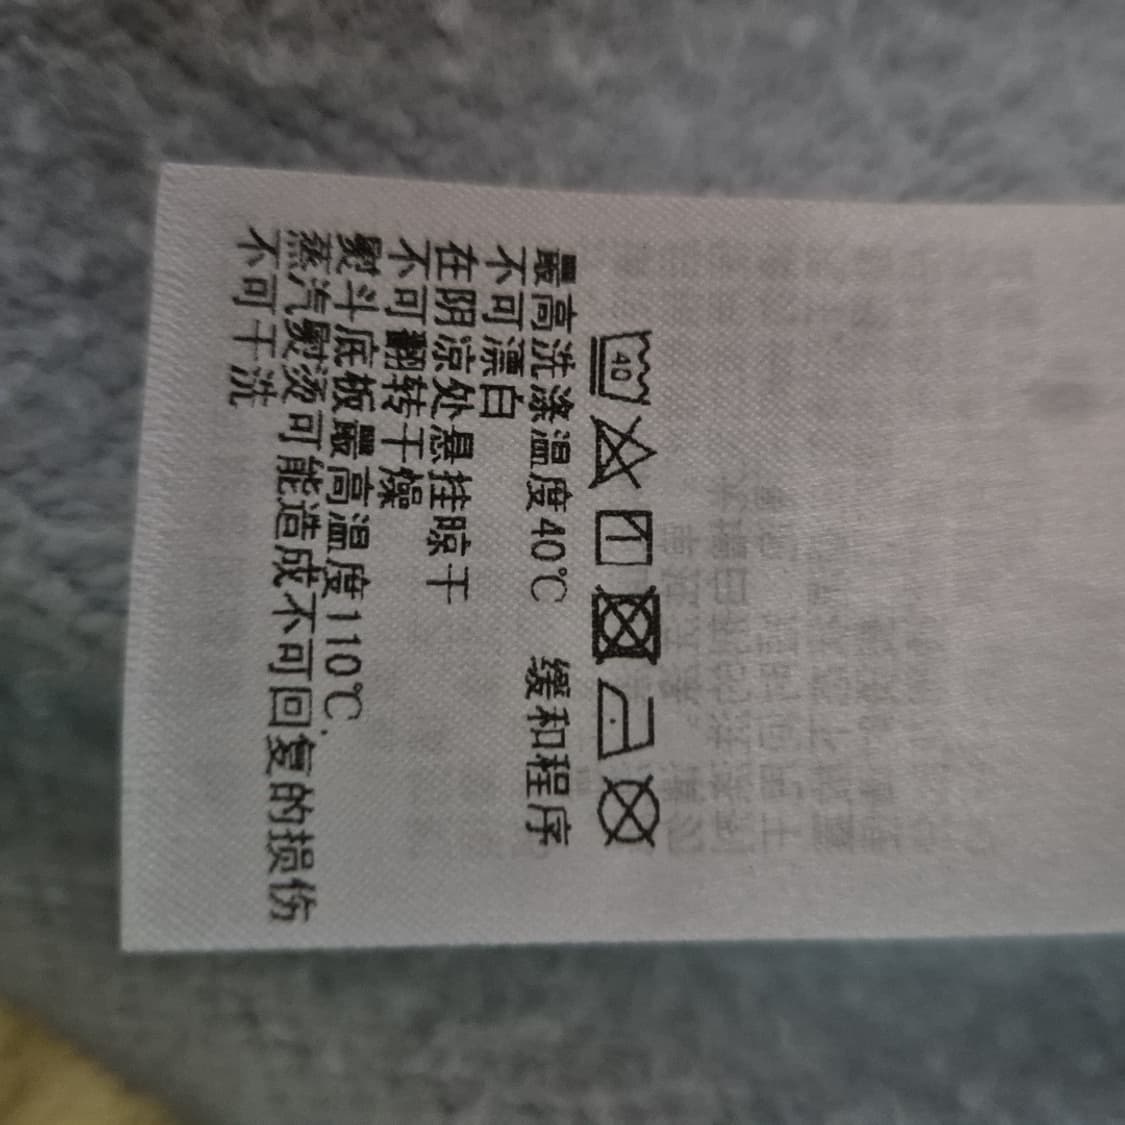 40
最高洗涤温度40℃ 缓和程序
不可漂白
在阴凉处悬挂晾干
不可翻转干燥
熨斗底板最高温度110℃,
蒸汽熨烫可能造成不可回复的损伤
不可干洗